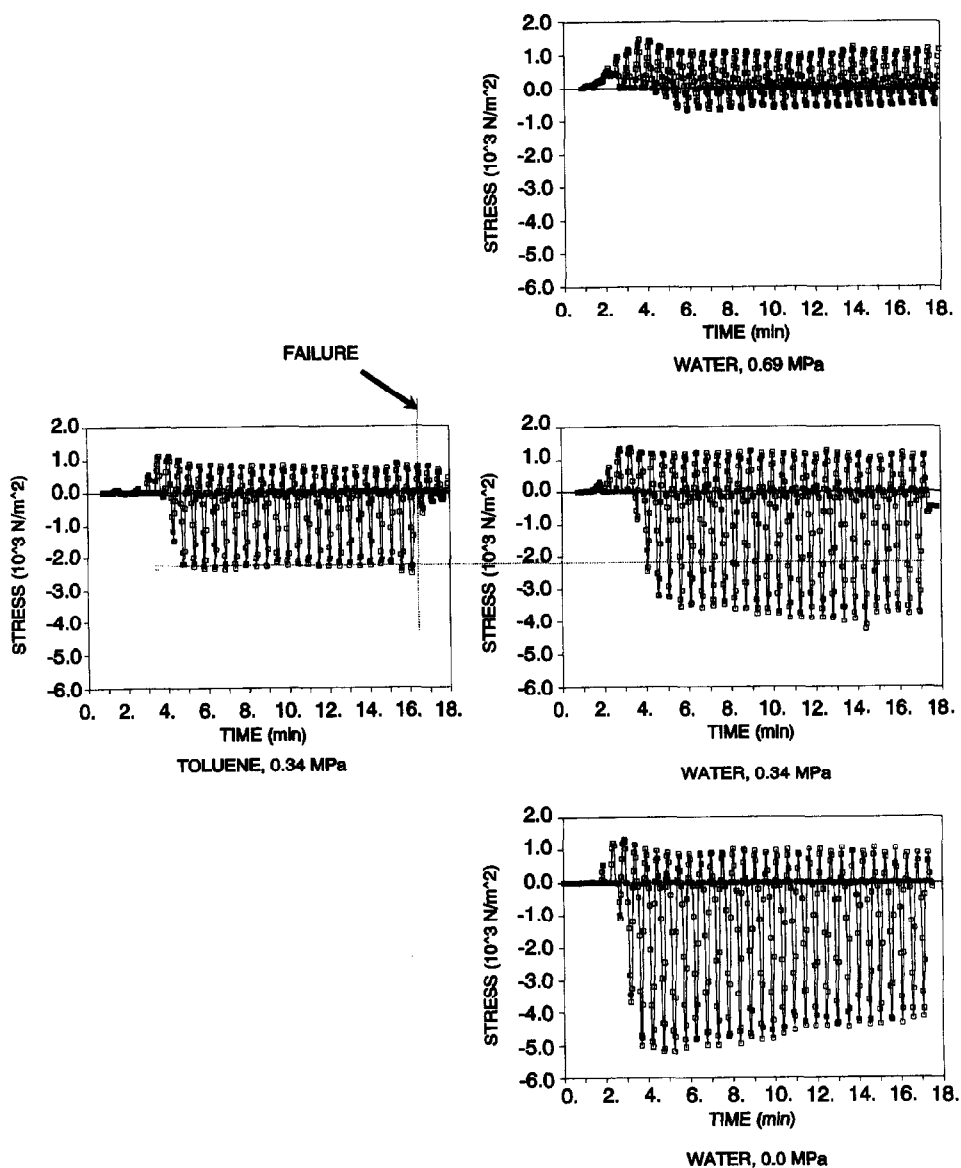 2.0
1.0
0.0
-1.0
-2.0
-3.0
-4.0
-5.0
-6.0
STRESS (10^3 N/m^2)
0. 2. 4. 6. 8. 10. 12. 14. 16. 18.
TIME (min)
WATER, 0.69 MPa
FAILURE
2.0
1.0
0.0
-1.0
-2.0
-3.0
-4.0
-5.0
-6.0
STRESS (10^3 N/m^2)
0. 2. 4. 6. 8. 10. 12. 14. 16. 18.
TIME (min)
TOLUENE, 0.34 MPa
2.0
1.0
0.0
-1.0
-2.0
-3.0
-4.0
-5.0
-6.0
STRESS (10^3 N/m^2)
0. 2. 4. 6. 8. 10. 12. 14. 16. 18.
TIME (min)
WATER, 0.34 MPa
2.0
1.0
0.0
-1.0
-2.0
-3.0
-4.0
-5.0
-6.0
STRESS (10^3 N/m^2)
0. 2. 4. 6. 8. 10. 12. 14. 16. 18.
TIME (min)
WATER, 0.0 MPa